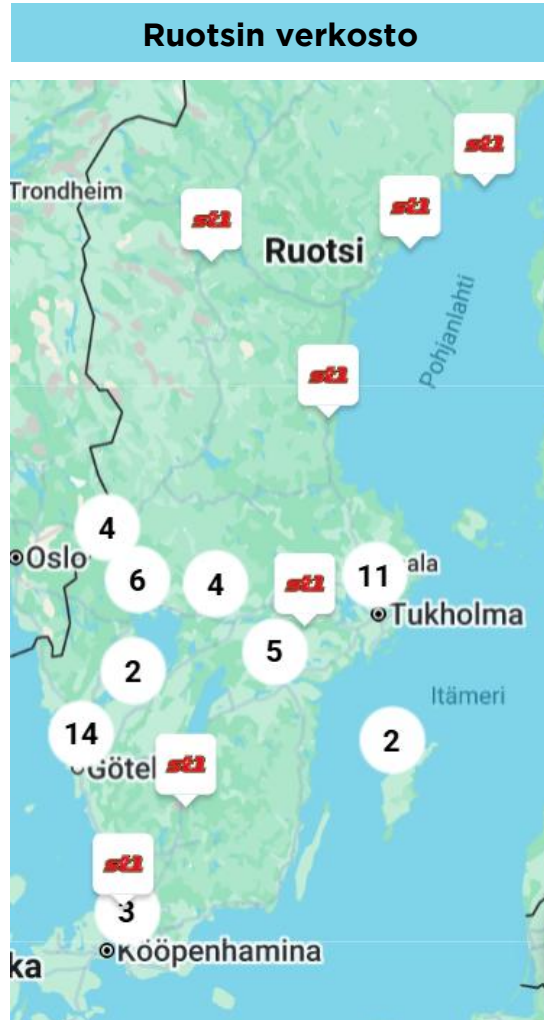 Ruotsin verkosto
st1
Trondheim
st1
st1
Ruotsi
Pohjanlahti
st1
4
Oslo
6
4
st1
11
ala
Tukholma
5
2
Itämeri
14
2
Götel
st1
st1
3
Kööpenhamina
ka